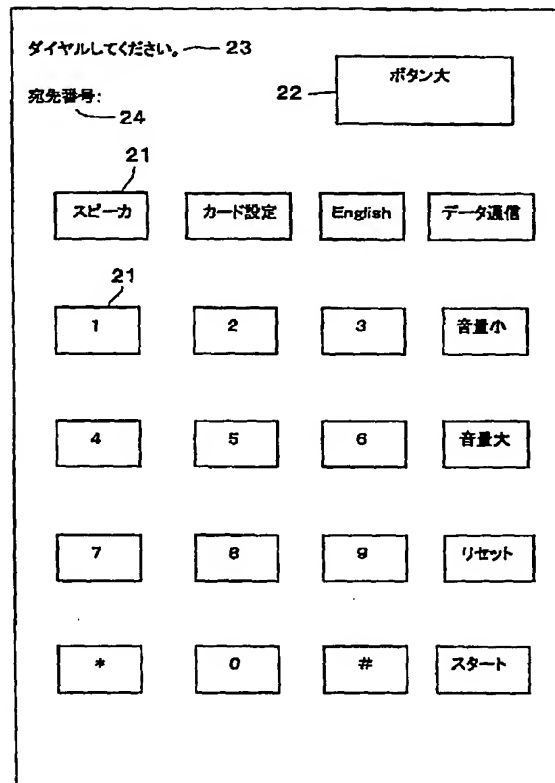 ダイヤルしてください。 23
ボタン大
22
宛先番号:
24
21
スピーカ カード設定 English データ通信
21
1 2 3 音量小
4 5 6 音量大
7 8 9 リセット
* 0 # スタート